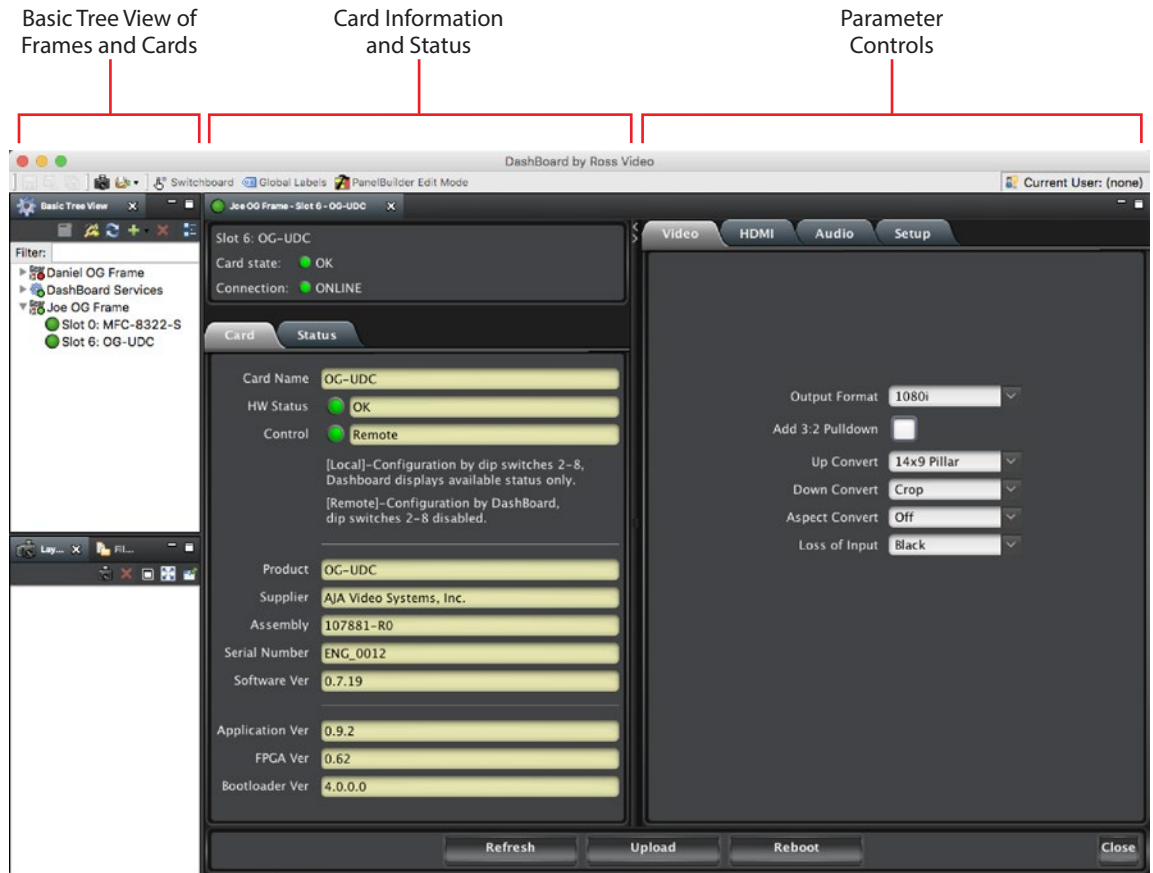 Basic Tree View of
Frames and Cards
Card Information
and Status
Parameter
Controls
DashBoard by Ross Video
Switchboard Global Labels PanelBuilder Edit Mode
Current User: (none)
Basic Tree View
Filter:
Daniel OG Frame
DashBoard Services
Joe OG Frame
Slot 0: MFC-8322-S
Slot 6: OG-UDC
Lay...
Fil...
Joe OG Frame - Slot 6 - OG-UDC
Slot 6: OG-UDC
Card state: OK
Connection: ONLINE
Card Status
Card Name OG-UDC
HW Status OK
Control Remote
[Local]-Configuration by dip switches 2-8,
Dashboard displays available status only.
[Remote]-Configuration by DashBoard,
dip switches 2-8 disabled.
Product OG-UDC
Supplier AJA Video Systems, Inc.
Assembly 107881-R0
Serial Number ENG_0012
Software Ver 0.7.19
Application Ver 0.9.2
FPGA Ver 0.62
Bootloader Ver 4.0.0.0
Video HDMI Audio Setup
Output Format 1080i
Add 3:2 Pulldown
Up Convert 14x9 Pillar
Down Convert Crop
Aspect Convert Off
Loss of Input Black
Refresh Upload Reboot Close